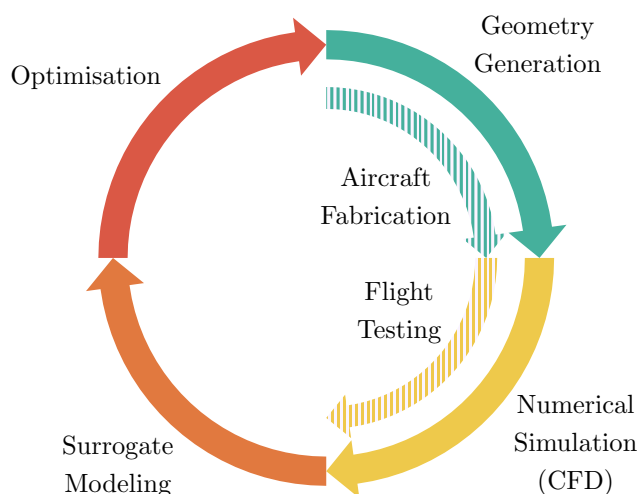 Geometry
Generation
Optimisation
Aircraft
Fabrication
Flight
Testing
Numerical
Simulation
(CFD)
Surrogate
Modeling